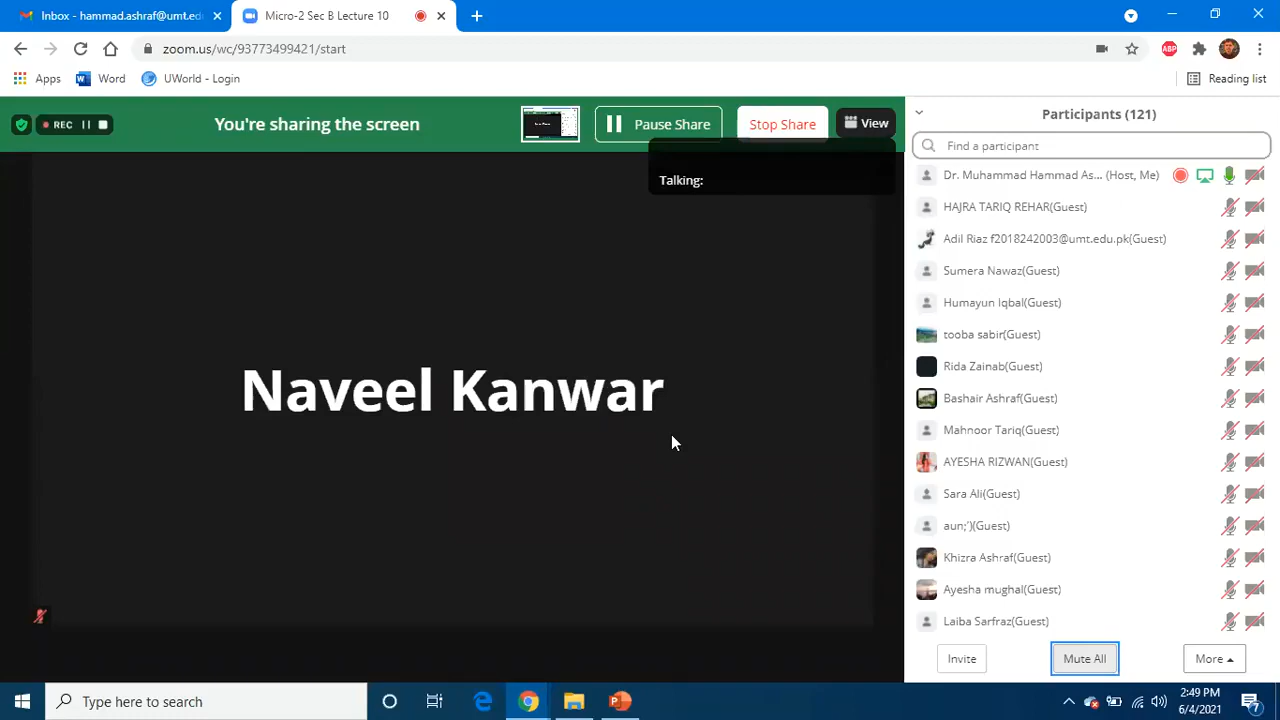 Inbox - hammad.ashraf@umt.ed
Micro-2 Sec B Lecture 10
zoom.us/wc/93773499421/start
ABP
Apps
Word
UWorld - Login
Reading list
REC
You're sharing the screen
Pause Share
Stop Share
View
Talking:
Naveel Kanwar
Participants (121)
Find a participant
Dr. Muhammad Hammad As... (Host, Me)
HAJRA TARIQ REHAR(Guest)
Adil Riaz f2018242003@umt.edu.pk(Guest)
Sumera Nawaz(Guest)
Humayun Iqbal(Guest)
tooba sabir(Guest)
Rida Zainab(Guest)
Bashair Ashraf(Guest)
Mahnoor Tariq(Guest)
AYESHA RIZWAN(Guest)
Sara Ali(Guest)
aun;')(Guest)
Khizra Ashraf(Guest)
Ayesha mughal(Guest)
Laiba Sarfraz(Guest)
Invite
Mute All
More
Type here to search
2:49 PM
6/4/2021
7